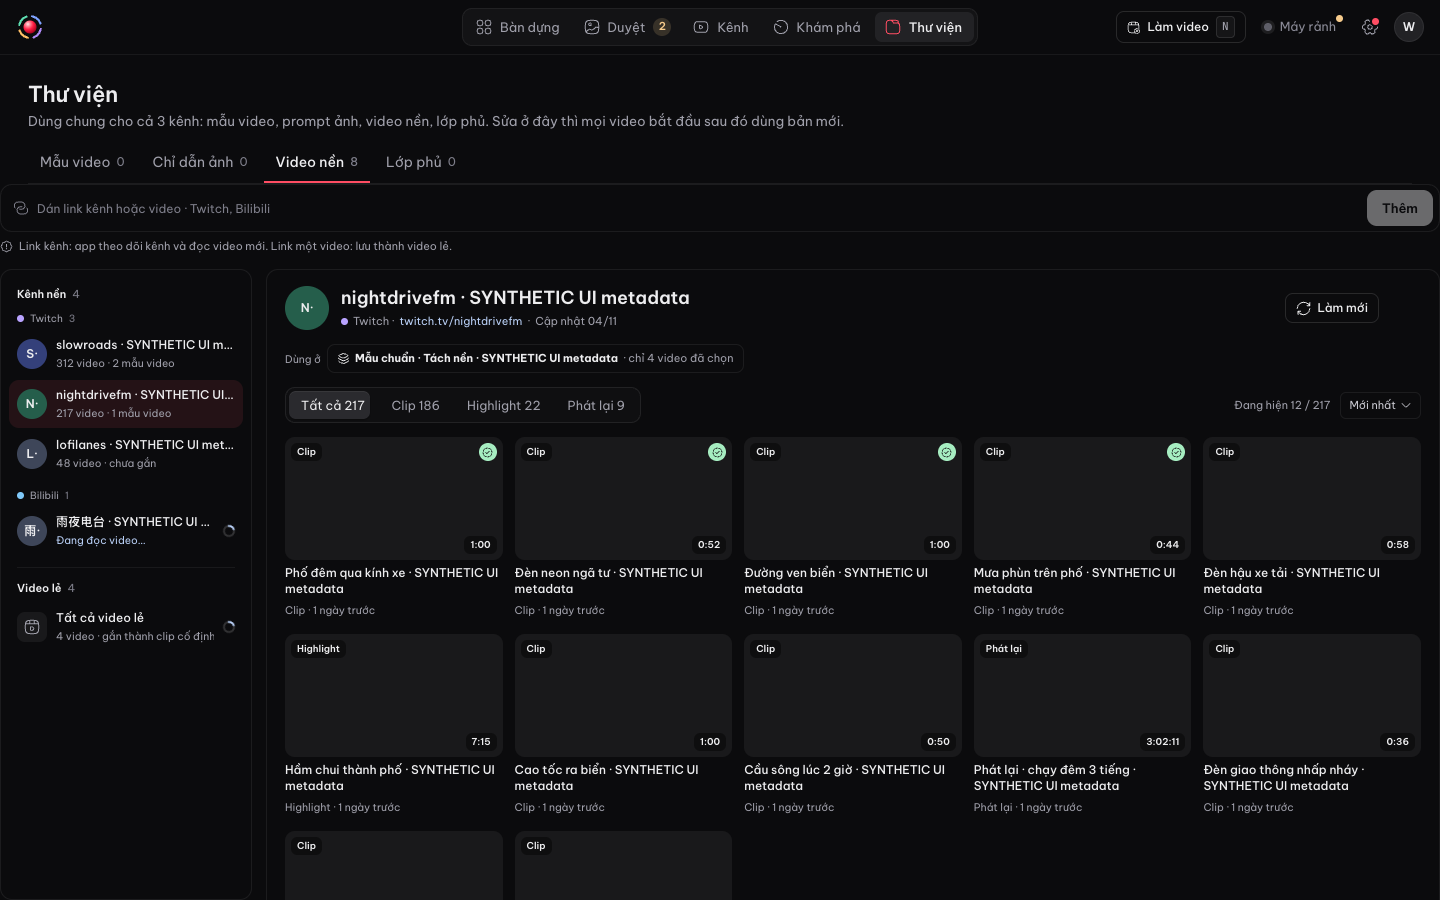 Bàn dựng
Duyệt 2
Kênh
Khám phá
Thư viện
Làm video N
Máy rảnh
W
Thư viện
Dùng chung cho cả 3 kênh: mẫu video, prompt ảnh, video nền, lớp phủ. Sửa ở đây thì mọi video bắt đầu sau đó dùng bản mới.
Mẫu video 0
Chỉ dẫn ảnh 0
Video nền 8
Lớp phủ 0
Dán link kênh hoặc video · Twitch, Bilibili
Thêm
Link kênh: app theo dõi kênh và đọc video mới. Link một video: lưu thành video lẻ.
Kênh nền 4
Twitch 3
S·
slowroads · SYNTHETIC UI m...
312 video · 2 mẫu video
N·
nightdrivefm · SYNTHETIC UI...
217 video · 1 mẫu video
L·
lofilanes · SYNTHETIC UI met...
48 video · chưa gắn
Bilibili 1
雨·
雨夜电台 · SYNTHETIC UI ...
Đang đọc video...
Video lẻ 4
Tất cả video lẻ
4 video · gắn thành clip cố định
N·
nightdrivefm · SYNTHETIC UI metadata
Twitch · twitch.tv/nightdrivefm · Cập nhật 04/11
Làm mới
Dùng ở
Mẫu chuẩn · Tách nền · SYNTHETIC UI metadata · chỉ 4 video đã chọn
Tất cả 217
Clip 186
Highlight 22
Phát lại 9
Đang hiện 12 / 217
Mới nhất
Clip
1:00
Phố đêm qua kính xe · SYNTHETIC UI
metadata
Clip · 1 ngày trước
Clip
0:52
Đèn neon ngã tư · SYNTHETIC UI
metadata
Clip · 1 ngày trước
Clip
1:00
Đường ven biển · SYNTHETIC UI
metadata
Clip · 1 ngày trước
Clip
0:44
Mưa phùn trên phố · SYNTHETIC UI
metadata
Clip · 1 ngày trước
Clip
0:58
Đèn hậu xe tải · SYNTHETIC UI
metadata
Clip · 1 ngày trước
Highlight
7:15
Hầm chui thành phố · SYNTHETIC UI
metadata
Highlight · 1 ngày trước
Clip
1:00
Cao tốc ra biển · SYNTHETIC UI
metadata
Clip · 1 ngày trước
Clip
0:50
Cầu sông lúc 2 giờ · SYNTHETIC UI
metadata
Clip · 1 ngày trước
Phát lại
3:02:11
Phát lại · chạy đêm 3 tiếng ·
SYNTHETIC UI metadata
Phát lại · 1 ngày trước
Clip
0:36
Đèn giao thông nhấp nháy ·
SYNTHETIC UI metadata
Clip · 1 ngày trước
Clip
Clip